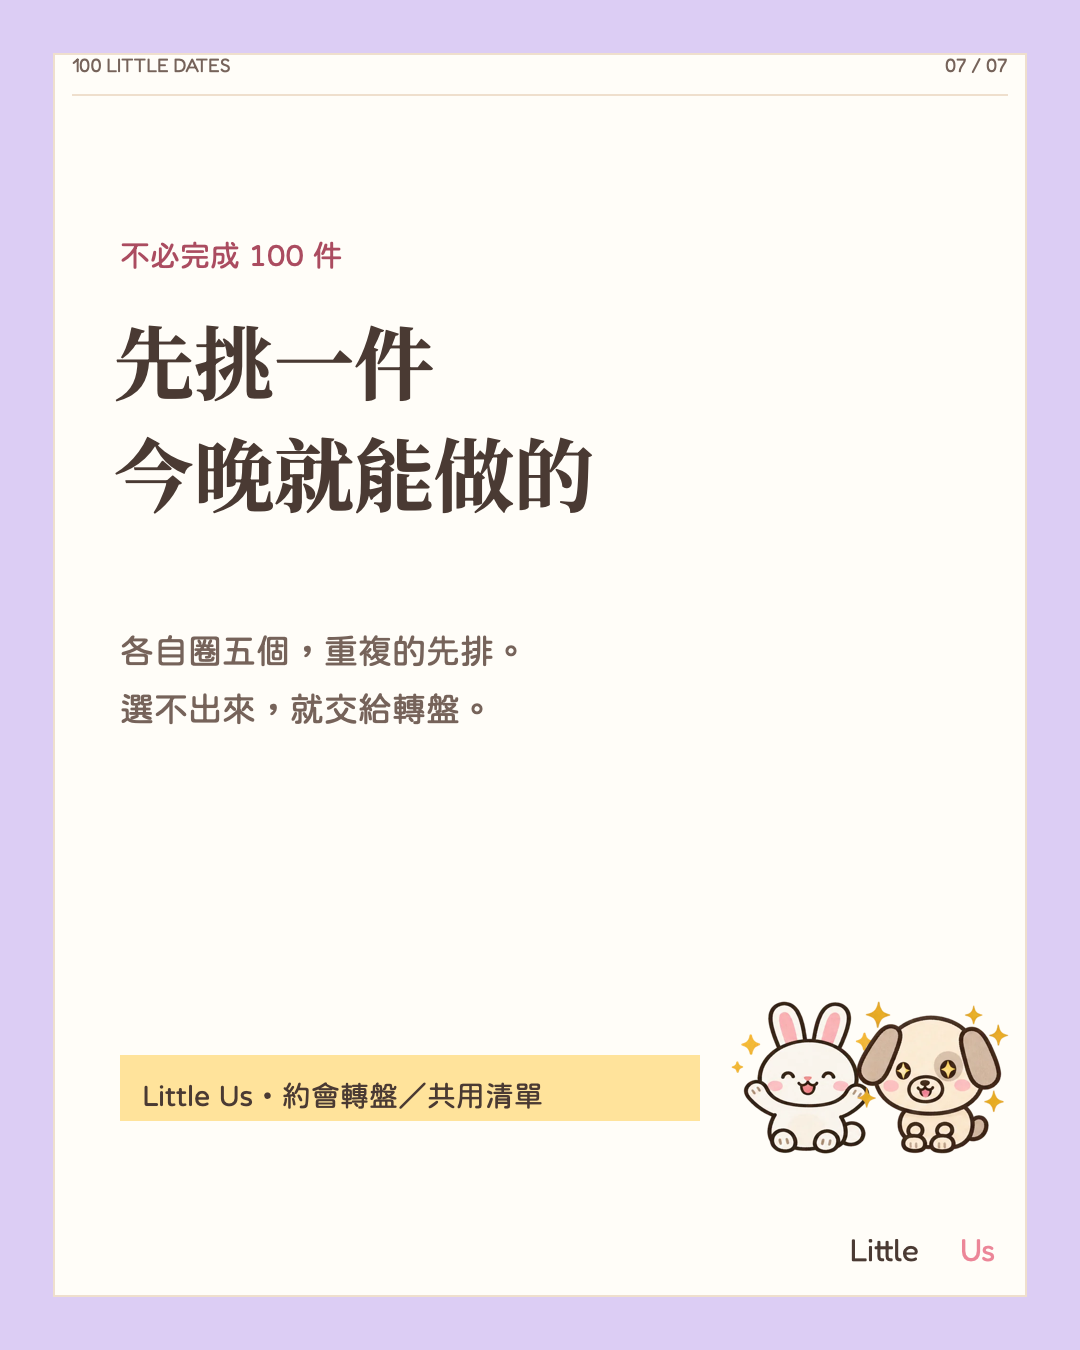 100 LITTLE DATES
07 / 07
不必完成 100 件
先挑一件
今晚就能做的
各自圈五個，重複的先排。
選不出來，就交給轉盤。
Little Us・約會轉盤／共用清單
Little Us